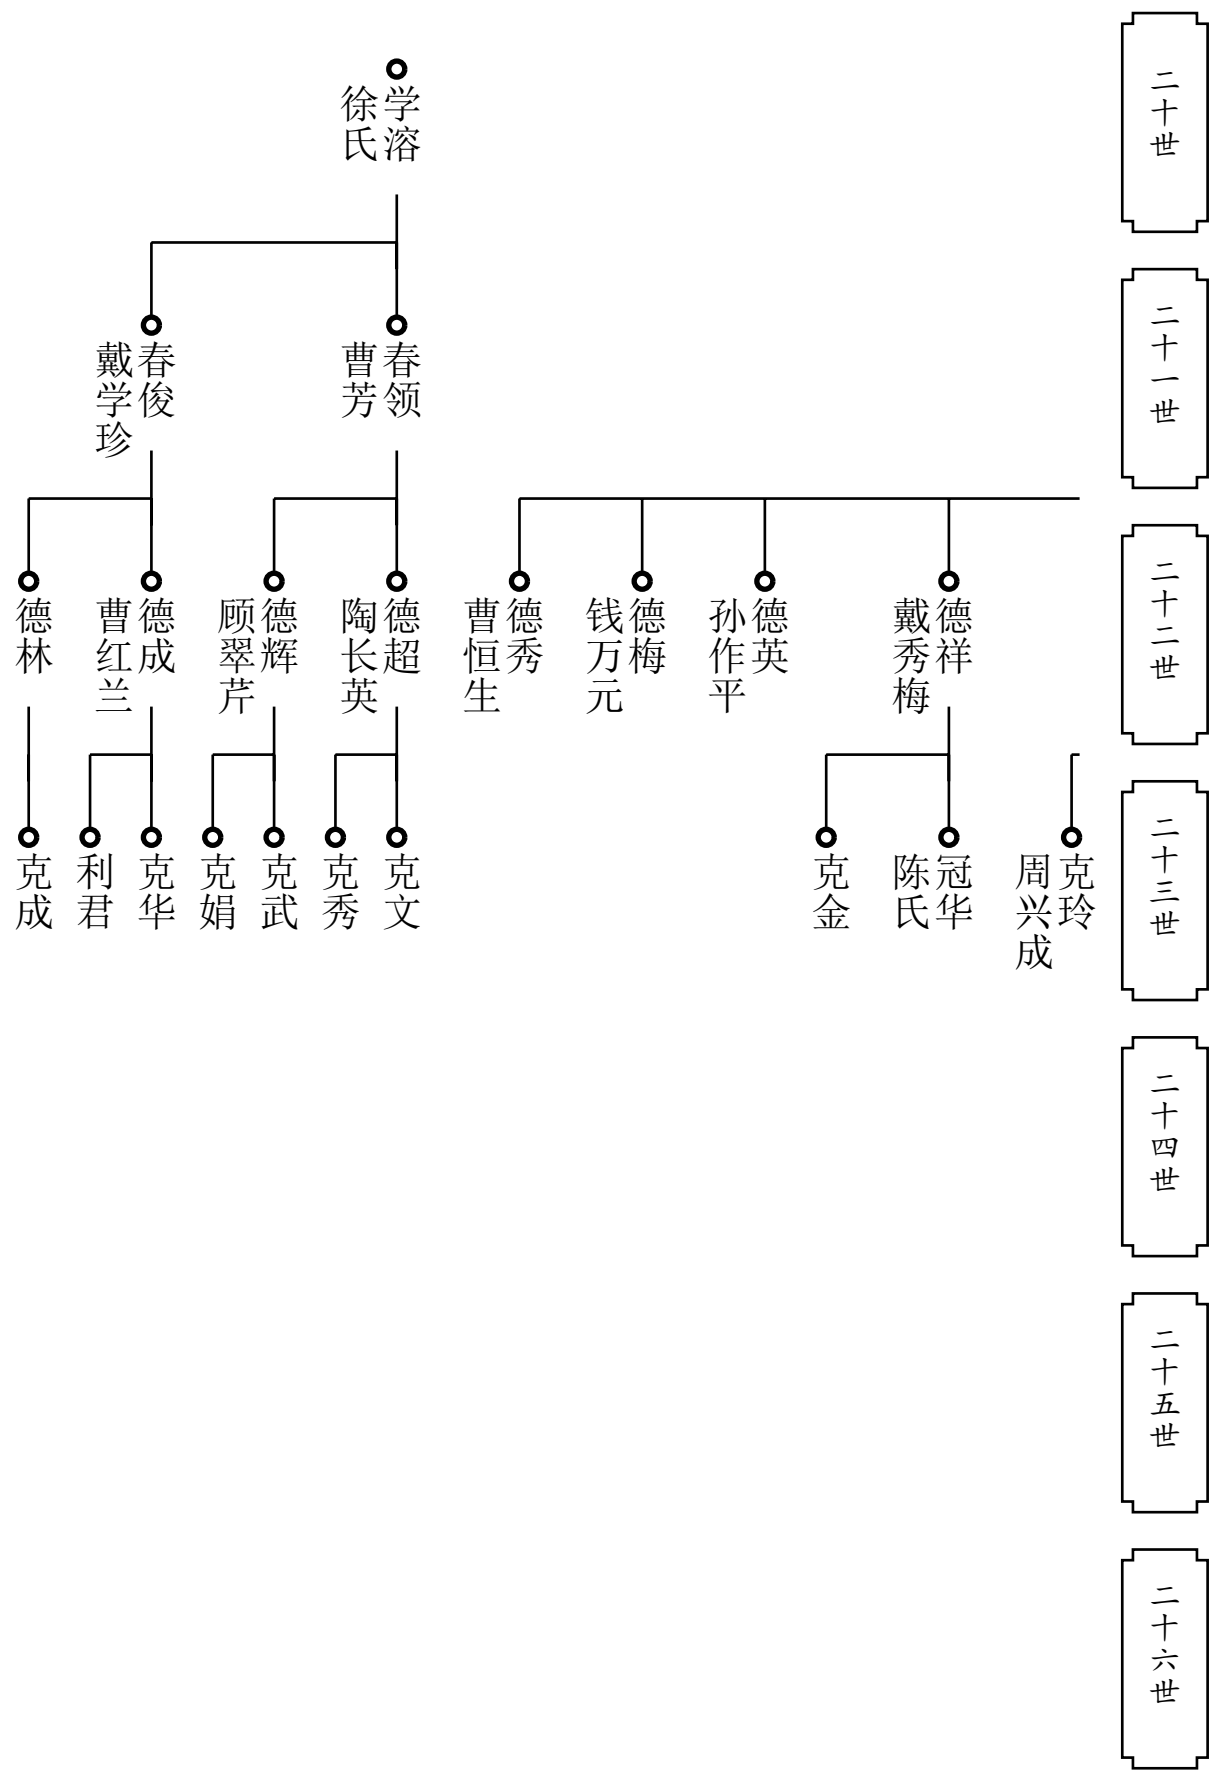 二十世
学溶
徐氏
二十一世
春领
曹芳
春俊
戴学珍
二十二世
德祥
戴秀梅
德英
孙作平
德梅
钱万元
德秀
曹恒生
德超
陶长英
德辉
顾翠芹
德成
曹红兰
德林
二十三世
克玲
周兴成
冠华
陈氏
克金
克文
克秀
克武
克娟
克华
利君
克成
二十四世
二十五世
二十六世